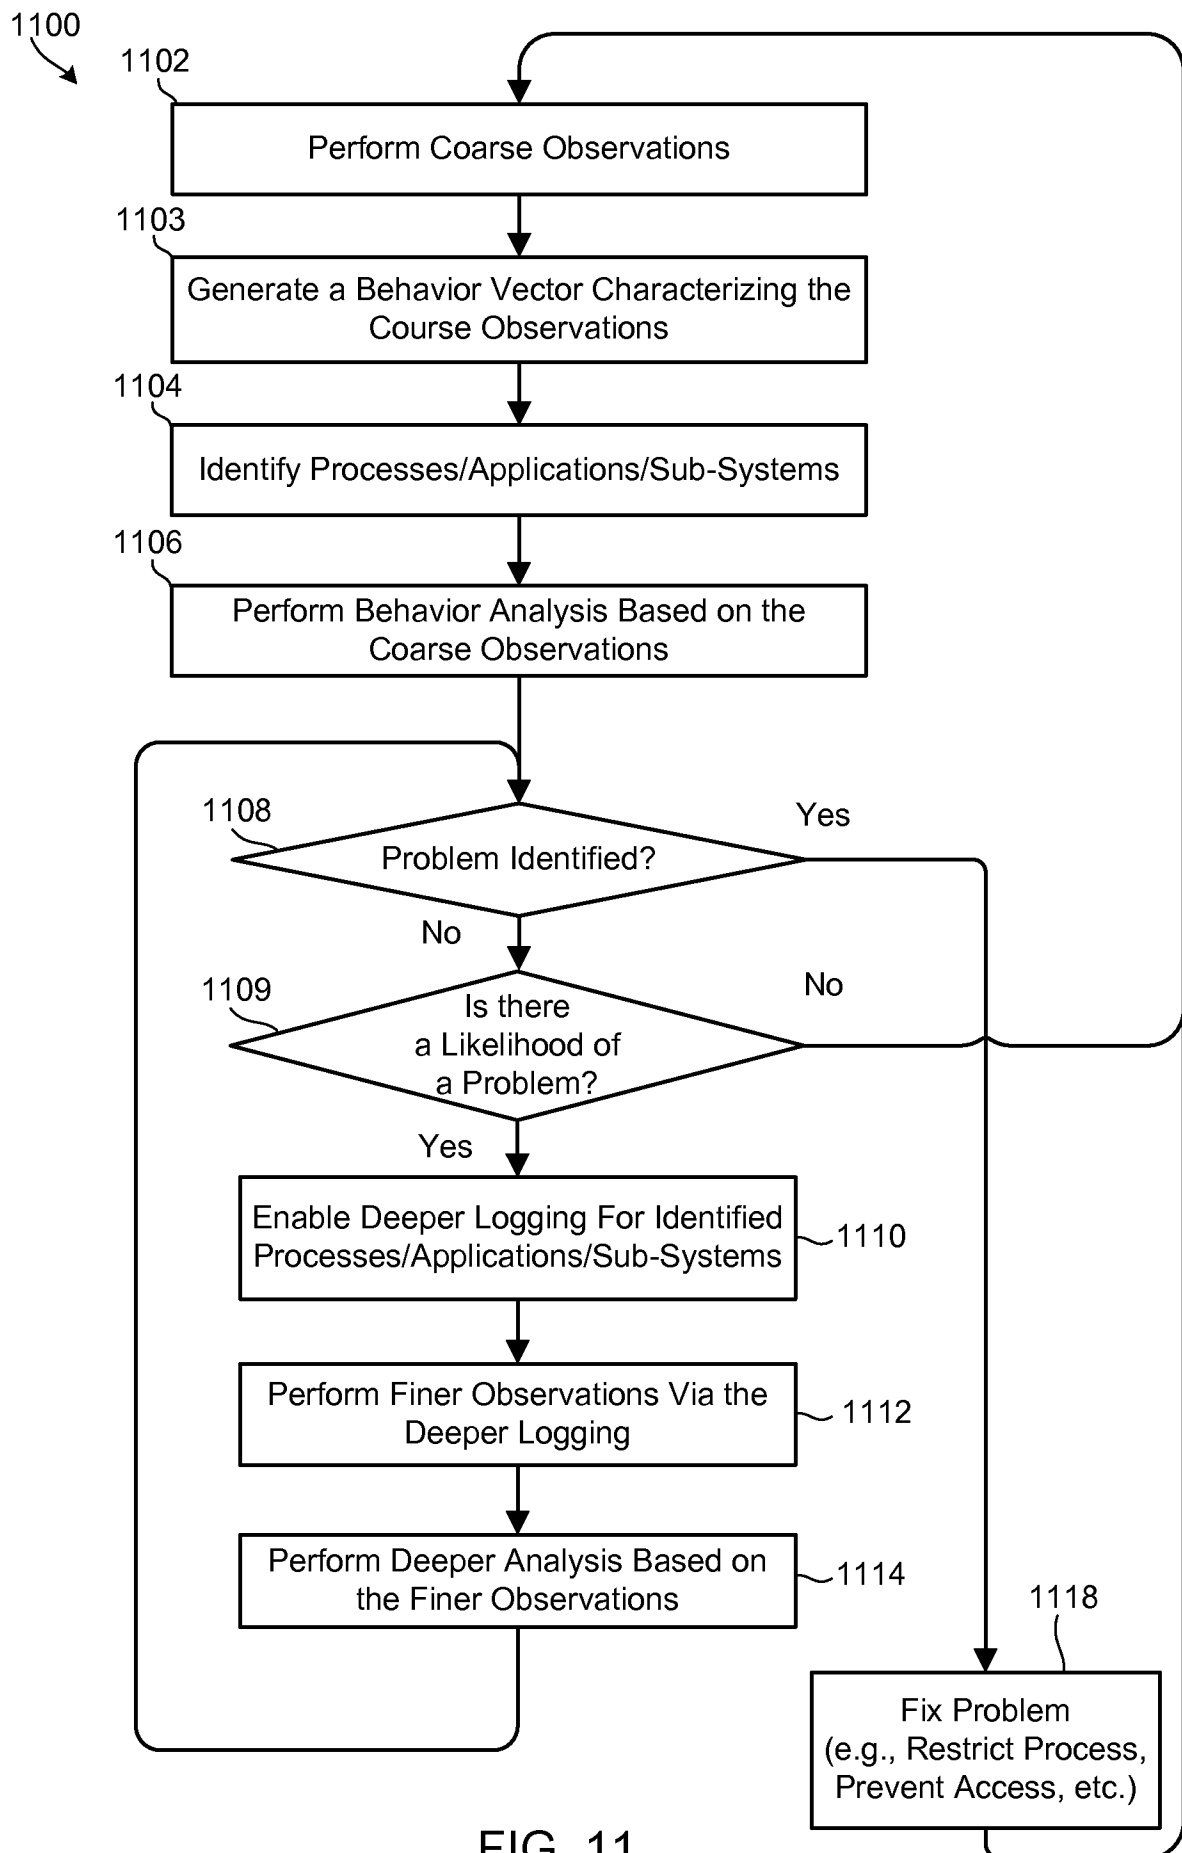 1100
1102
Perform Coarse Observations
1103
Generate a Behavior Vector Characterizing the
Course Observations
1104
Identify Processes/Applications/Sub-Systems
1106
Perform Behavior Analysis Based on the
Coarse Observations
1108
Problem Identified?
Yes
No
1109
Is there
a Likelihood of
a Problem?
No
Yes
Enable Deeper Logging For Identified
Processes/Applications/Sub-Systems
1110
Perform Finer Observations Via the
Deeper Logging
1112
Perform Deeper Analysis Based on
the Finer Observations
1114
1118
Fix Problem
(e.g., Restrict Process,
Prevent Access, etc.)
FIG. 11